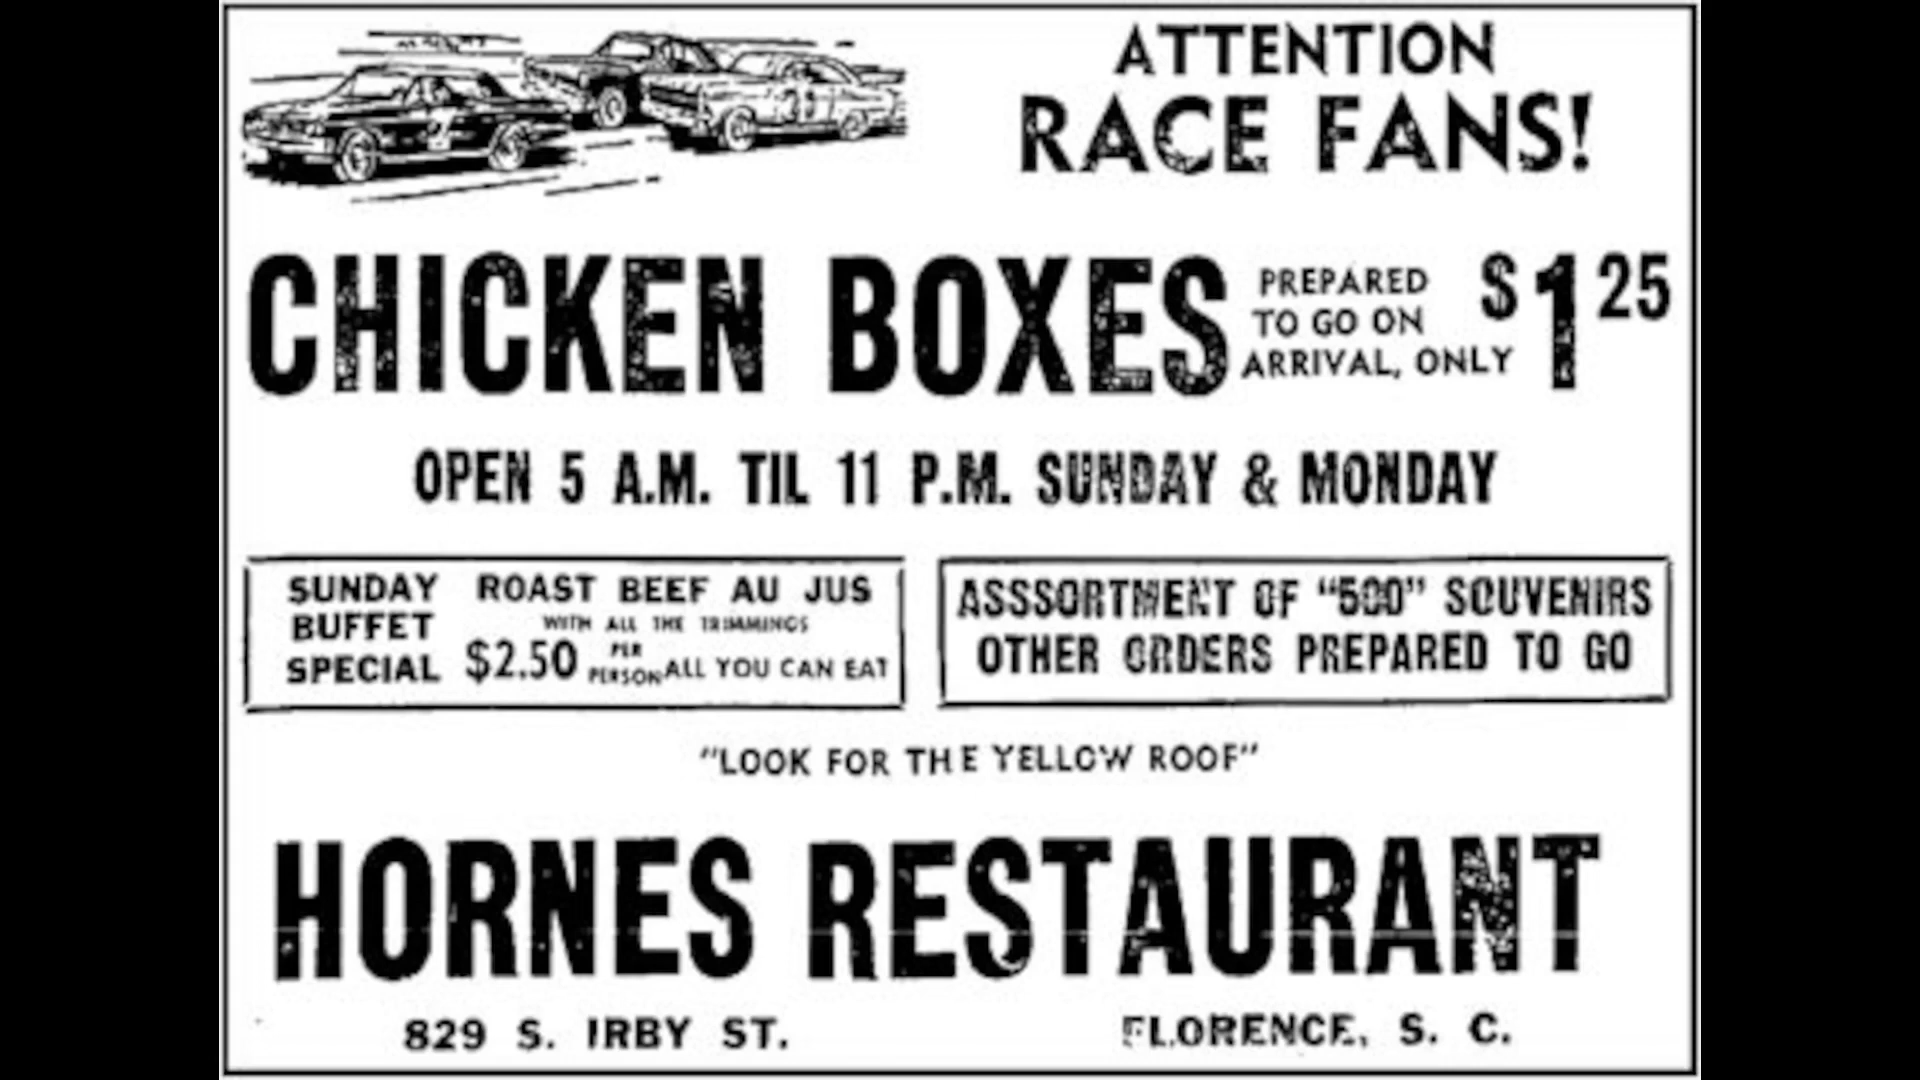 ATTENTION
RACE FANS!
CHICKEN BOXES PREPARED TO GO ON ARRIVAL, ONLY $1 25
OPEN 5 A.M. TIL 11 P.M. SUNDAY & MONDAY
SUNDAY BUFFET SPECIAL
ROAST BEEF AU JUS
WITH ALL THE TRIMMINGS
$2.50 PER PERSON ALL YOU CAN EAT
ASSSORTMENT OF "500" SOUVENIRS
OTHER ORDERS PREPARED TO GO
"LOOK FOR THE YELLOW ROOF"
HORNES RESTAURANT
829 S. IRBY ST. FLORENCE, S. C.